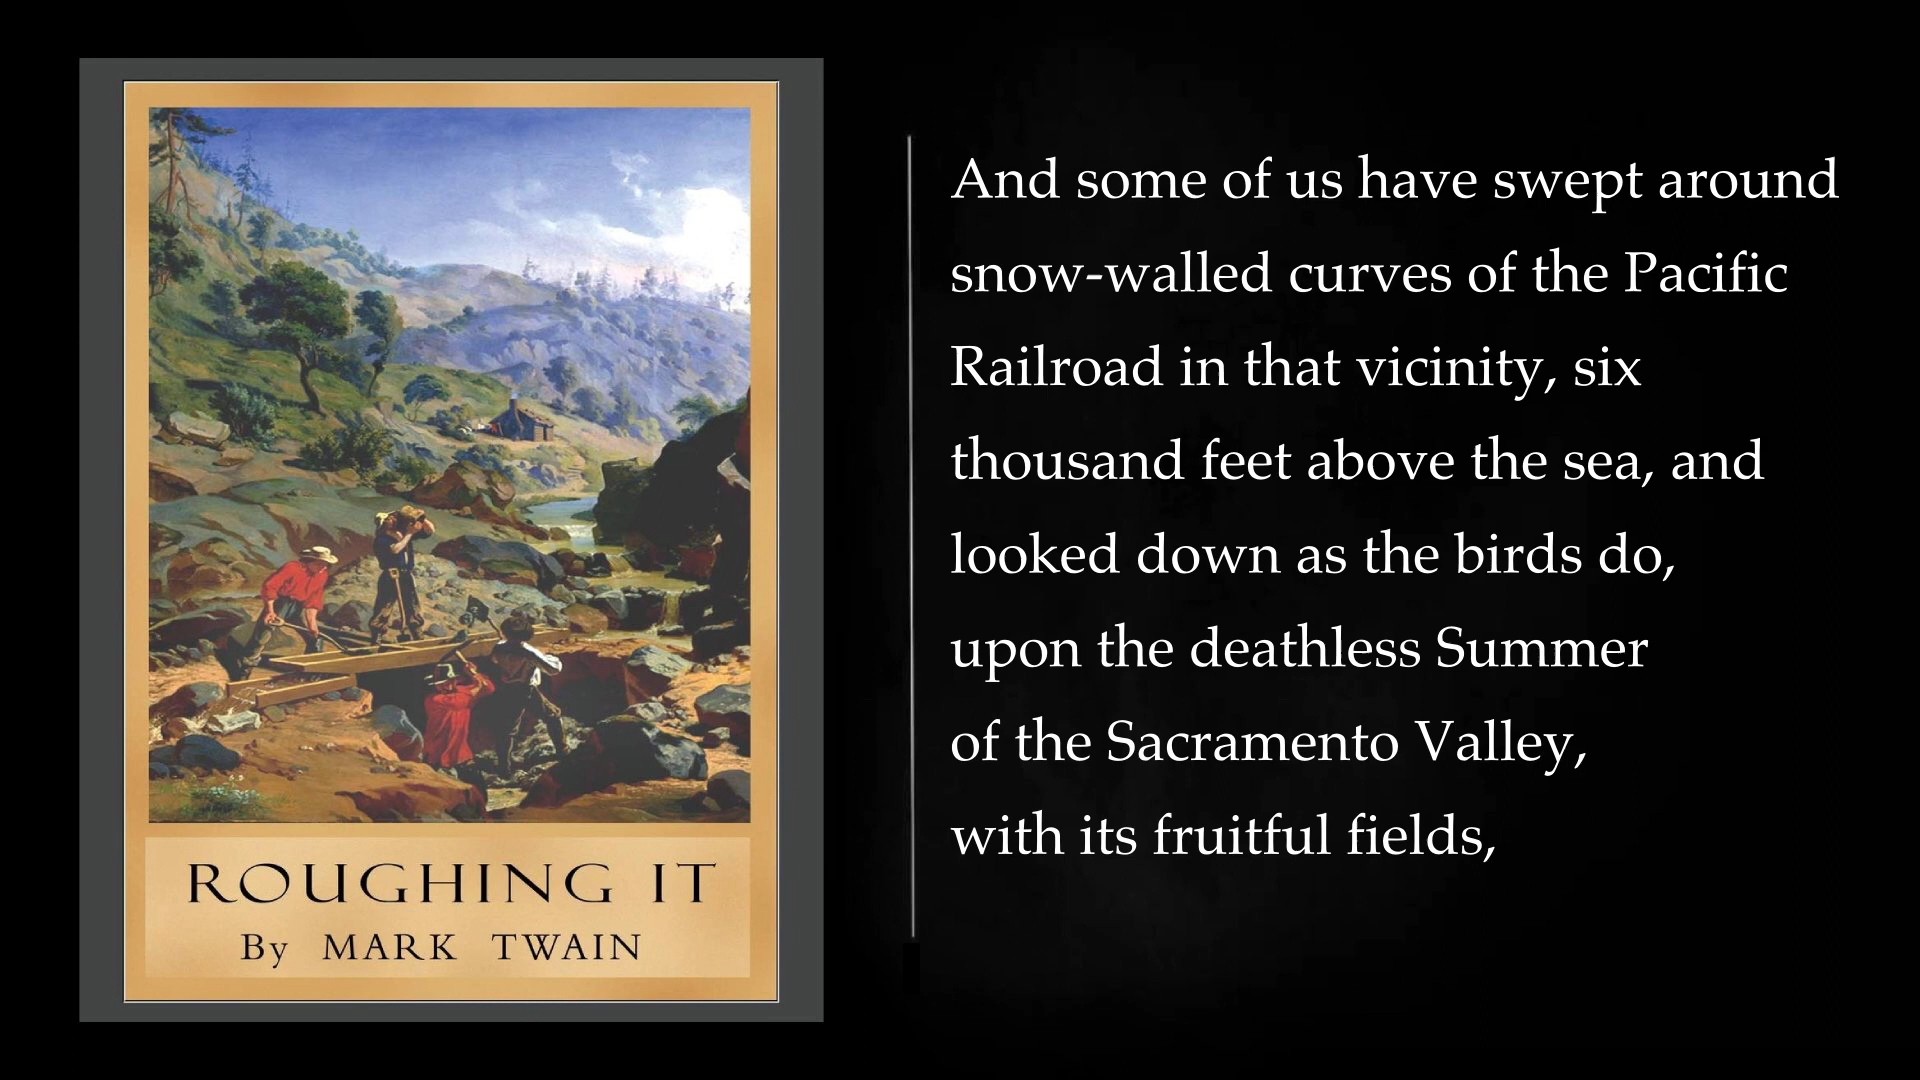 ROUGHING IT
By MARK TWAIN
And some of us have swept around
snow-walled curves of the Pacific
Railroad in that vicinity, six
thousand feet above the sea, and
looked down as the birds do,
upon the deathless Summer
of the Sacramento Valley,
with its fruitful fields,